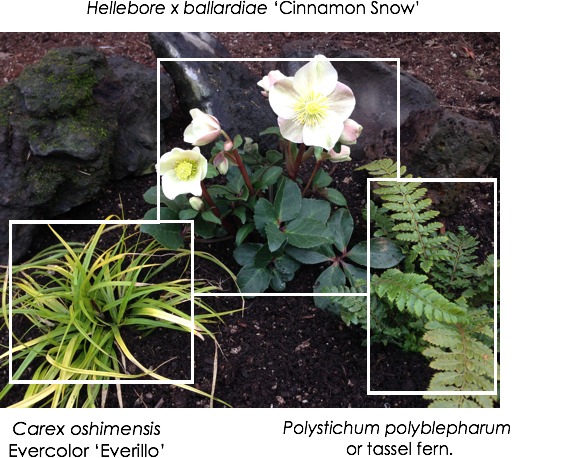 Hellebore x ballardiae ‘Cinnamon Snow’
Carex oshimensis
Evercolor ‘Everillo’
Polystichum polyblepharum
or tassel fern.